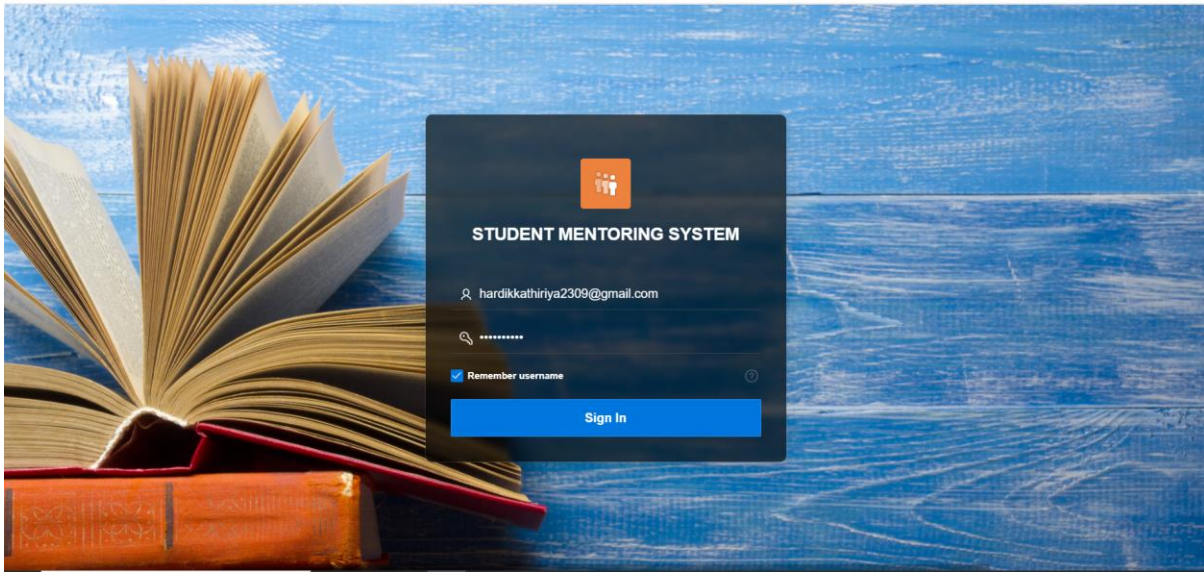 STUDENT MENTORING SYSTEM
hardikkathiriya2309@gmail.com
••••••••••
Remember username
Sign In